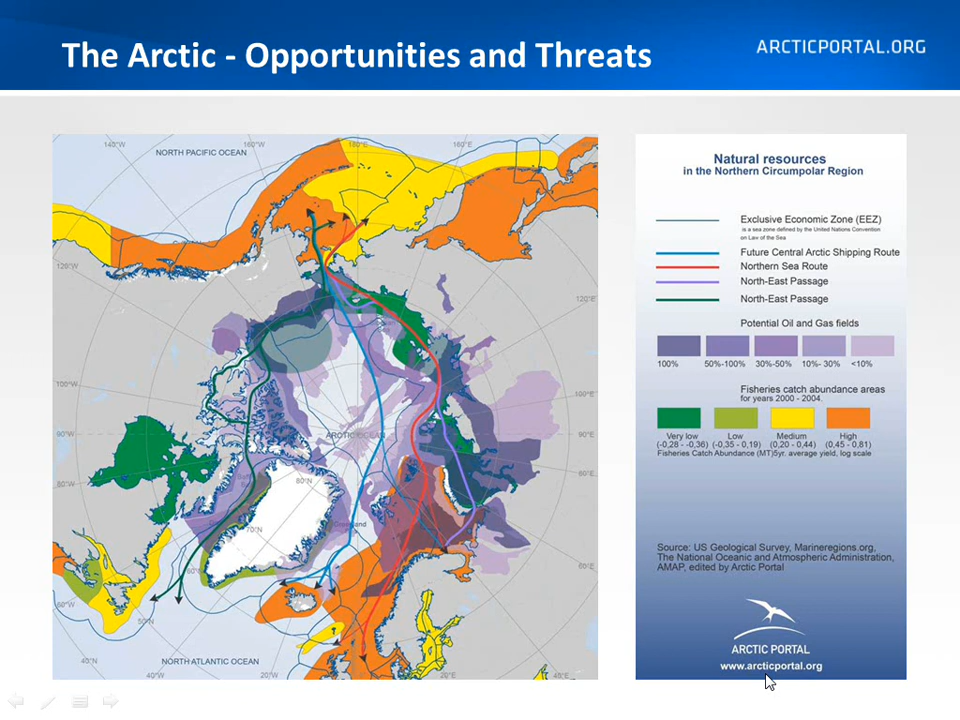 The Arctic - Opportunities and Threats
ARCTICPORTAL.ORG
140°W
160°W
180°E
160°E
NORTH PACIFIC OCEAN
120°W
120°E
100°W
100°E
90°W
ARCTIC OCEAN
90°E
80°W
80°N
80°E
Greenland
70°N
60°N
60°E
60°W
50°N
40°N
NORTH ATLANTIC OCEAN
40°W
20°W
0°
20°E
40°E
Natural resources
in the Northern Circumpolar Region
Exclusive Economic Zone (EEZ)
is a sea zone defined by the United Nations Convention
on Law of the Sea
Future Central Arctic Shipping Route
Northern Sea Route
North-East Passage
North-East Passage
Potential Oil and Gas fields
100% 50%-100% 30%-50% 10%- 30% <10%
Fisheries catch abundance areas
for years 2000 - 2004.
Very low Low Medium High
(-0,28 - -0,36) (-0,35 - 0,19) (0,20 - 0,44) (0,45 - 0,81)
Fisheries Catch Abundance (MT)5yr. average yield, log scale
Source: US Geological Survey, Marineregions.org,
The National Oceanic and Atmospheric Administration,
AMAP, edited by Arctic Portal
ARCTIC PORTAL
www.arcticportal.org